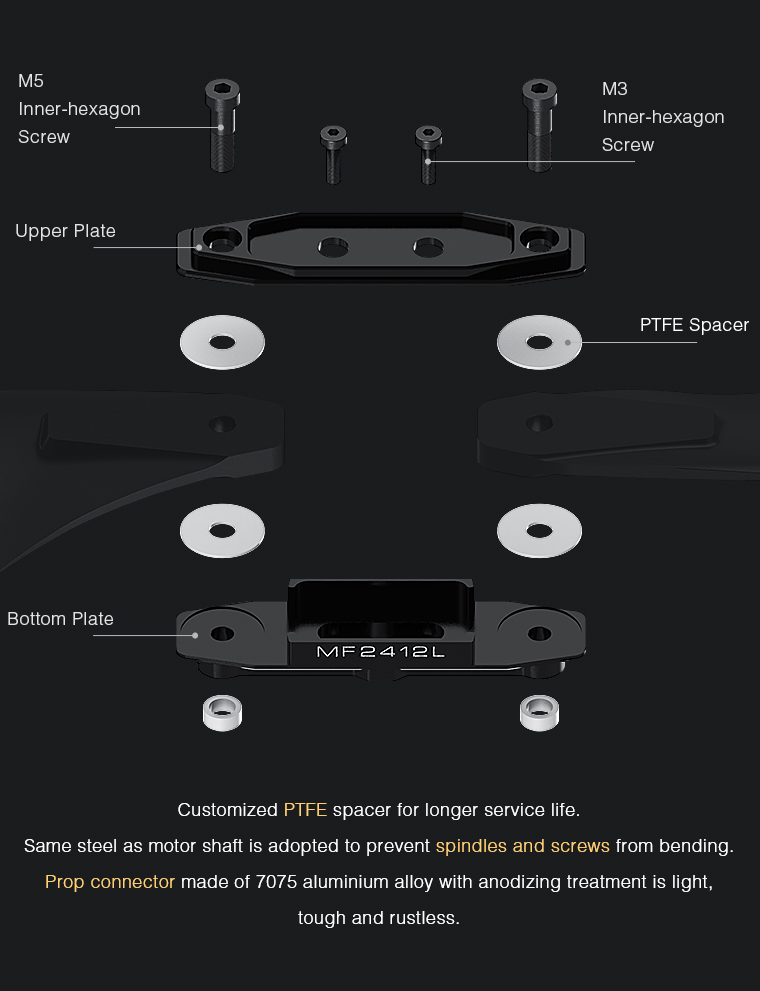 M5
Inner-hexagon
Screw
M3
Inner-hexagon
Screw
Upper Plate
PTFE Spacer
Bottom Plate
MF2412L
Customized PTFE spacer for longer service life.
Same steel as motor shaft is adopted to prevent spindles and screws from bending.
Prop connector made of 7075 aluminium alloy with anodizing treatment is light,
tough and rustless.